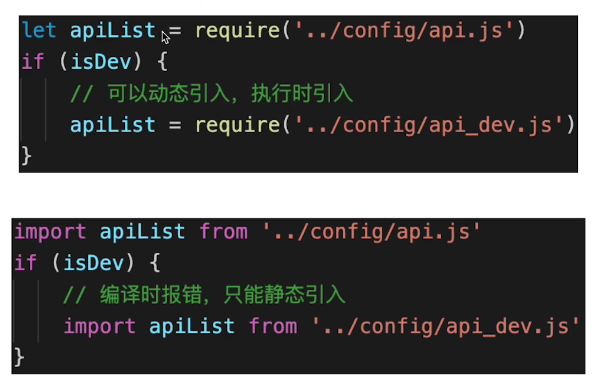 let apiList = require('../config/api.js')
if (isDev) {
// 可以动态引入，执行时引入
apiList = require('../config/api_dev.js')
}
import apiList from '../config/api.js'
if (isDev) {
// 编译时报错，只能静态引入
import apiList from '../config/api_dev.js'
}